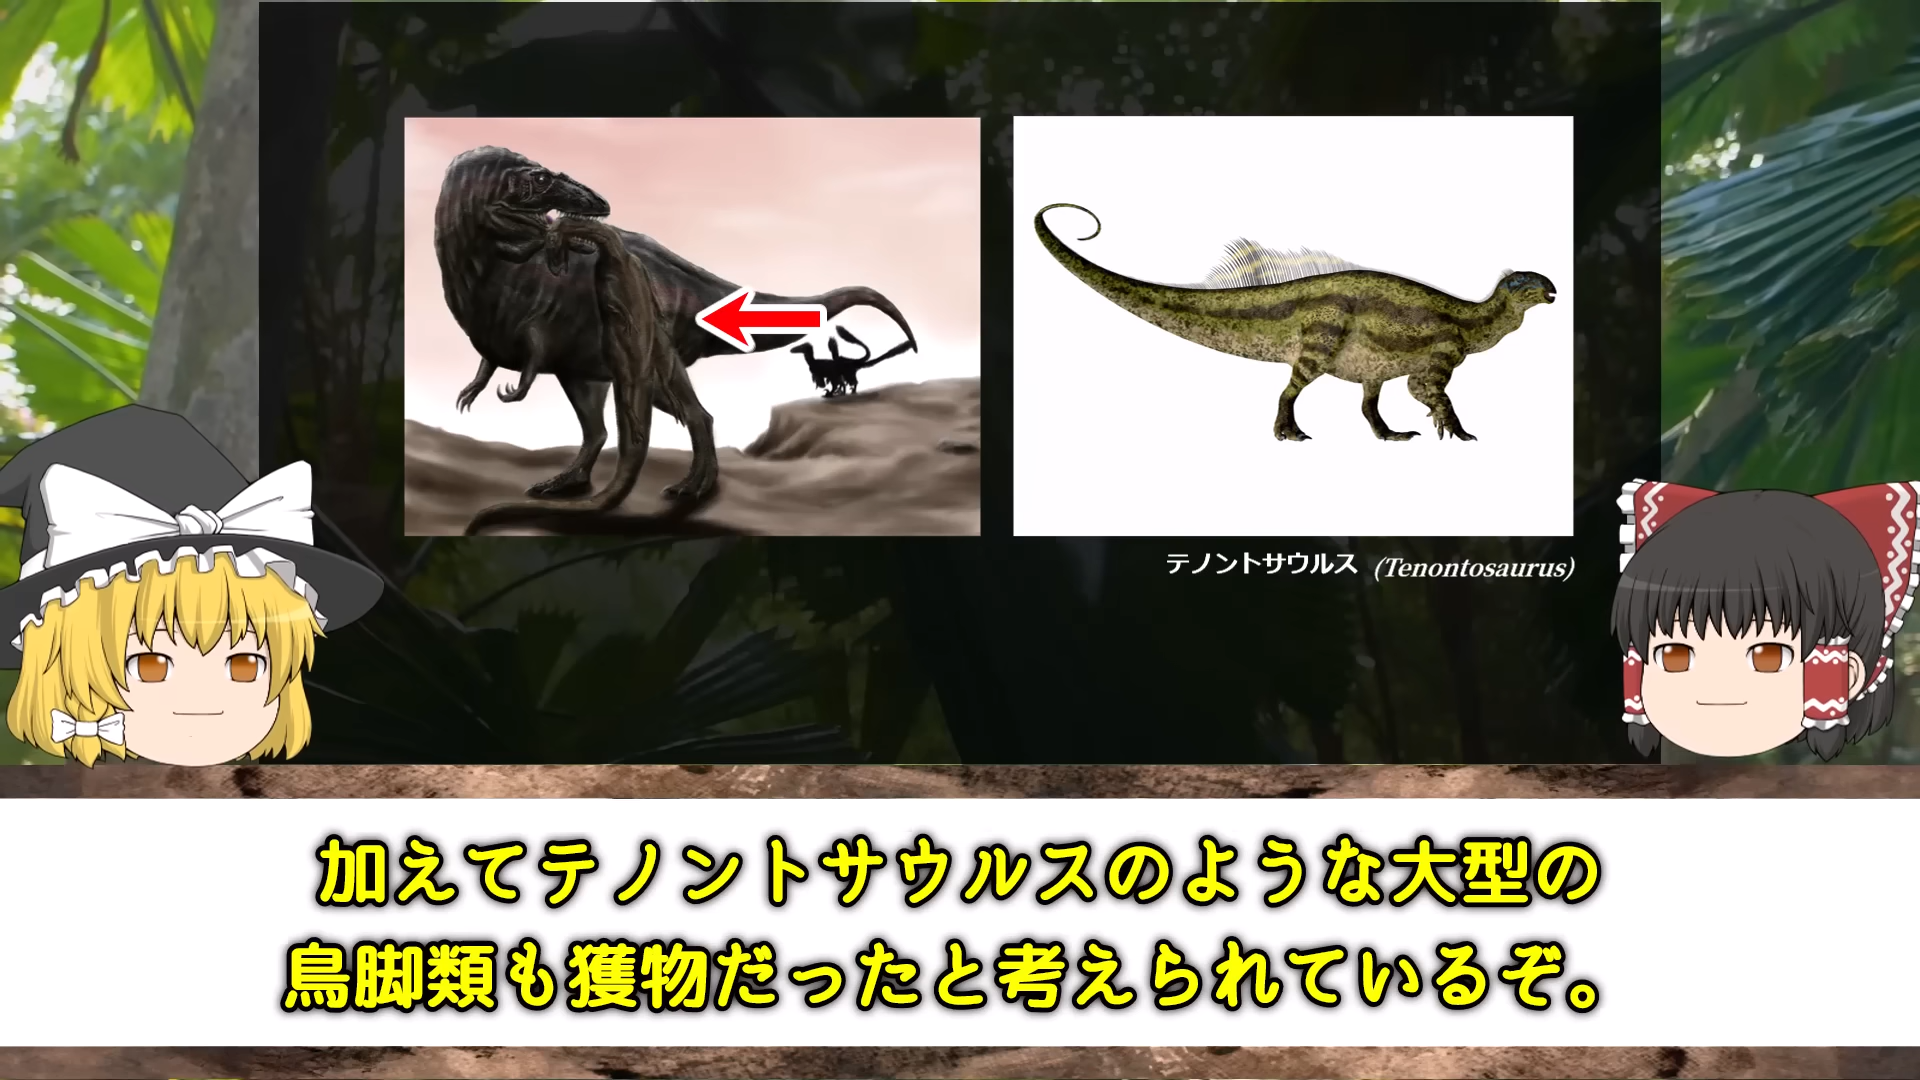 テノントサウルス (Tenontosaurus)
加えてテノントサウルスのような大型の
鳥脚類も獲物だったと考えられているぞ。